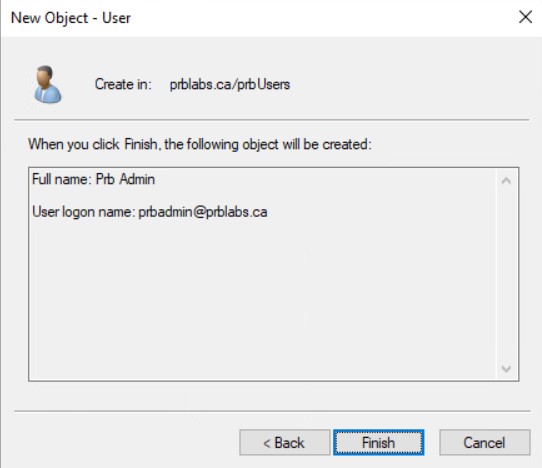 New Object - User
Create in: prblabs.ca/prbUsers
When you click Finish, the following object will be created:
Full name: Prb Admin
User logon name: prbadmin@prblabs.ca
< Back Finish Cancel